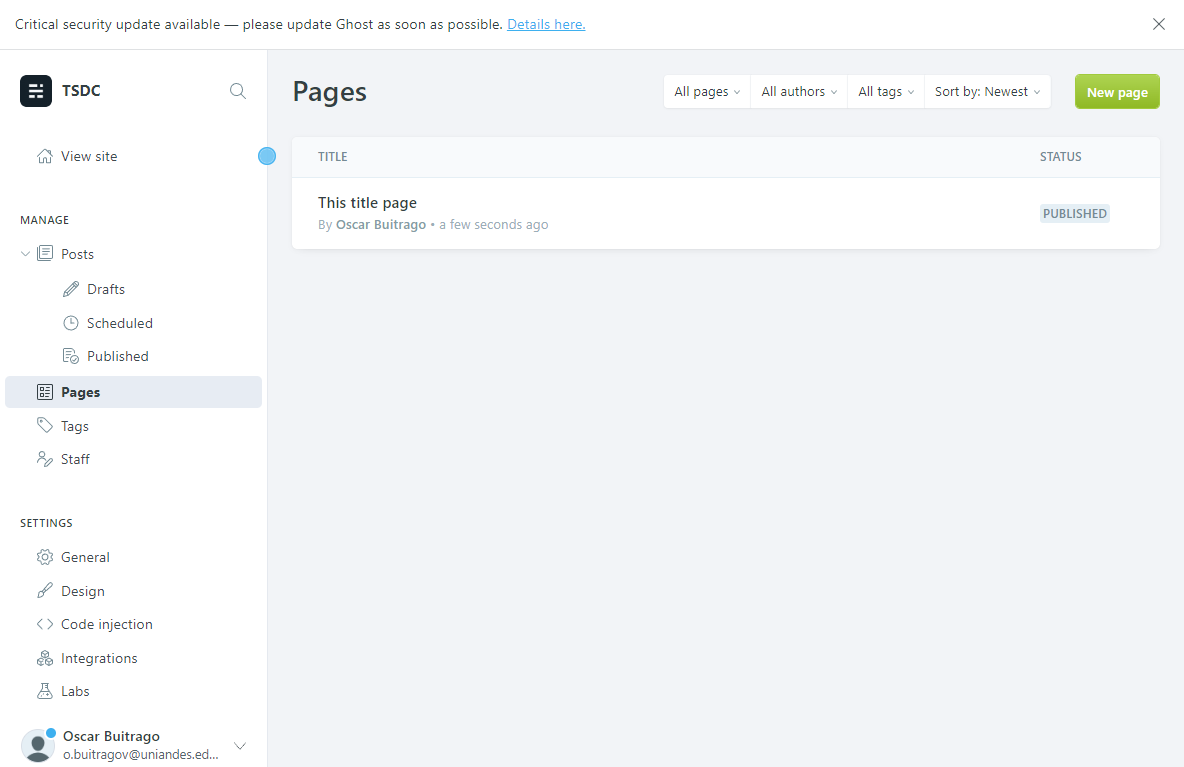 Critical security update available — please update Ghost as soon as possible. Details here.
TSDC
View site
MANAGE
Posts
Drafts
Scheduled
Published
Pages
Tags
Staff
SETTINGS
General
Design
Code injection
Integrations
Labs
Oscar Buitrago
o.buitragov@uniandes.ed...
Pages
All pages
All authors
All tags
Sort by: Newest
New page
TITLE
STATUS
This title page
By Oscar Buitrago • a few seconds ago
PUBLISHED